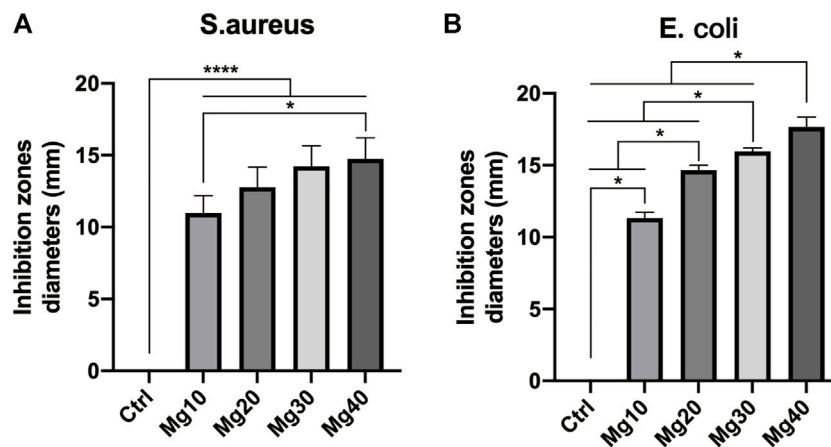 A
S.aureus
Inhibition zones
diameters (mm)
20
15
10
5
0
****
*
Ctrl
Mg10
Mg20
Mg30
Mg40
B
E. coli
Inhibition zones
diameters (mm)
20
15
10
5
0
*
*
*
*
Ctrl
Mg10
Mg20
Mg30
Mg40